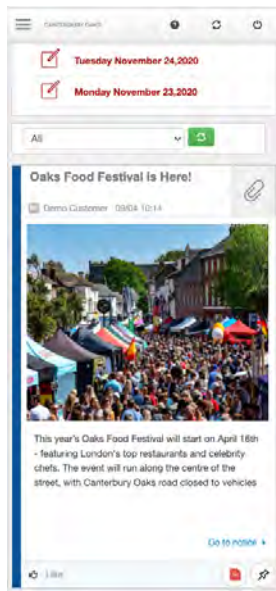 Canterbury Oaks
Tuesday November 24,2020
Monday November 23,2020
All
Oaks Food Festival is Here!
Demo Customer 09/04 10:14
This year's Oaks Food Festival will start on April 16th
- featuring London's top restaurants and celebrity
chefs. The event will run along the centre of the
street, with Canterbury Oaks road closed to vehicles
Go to notice
Like